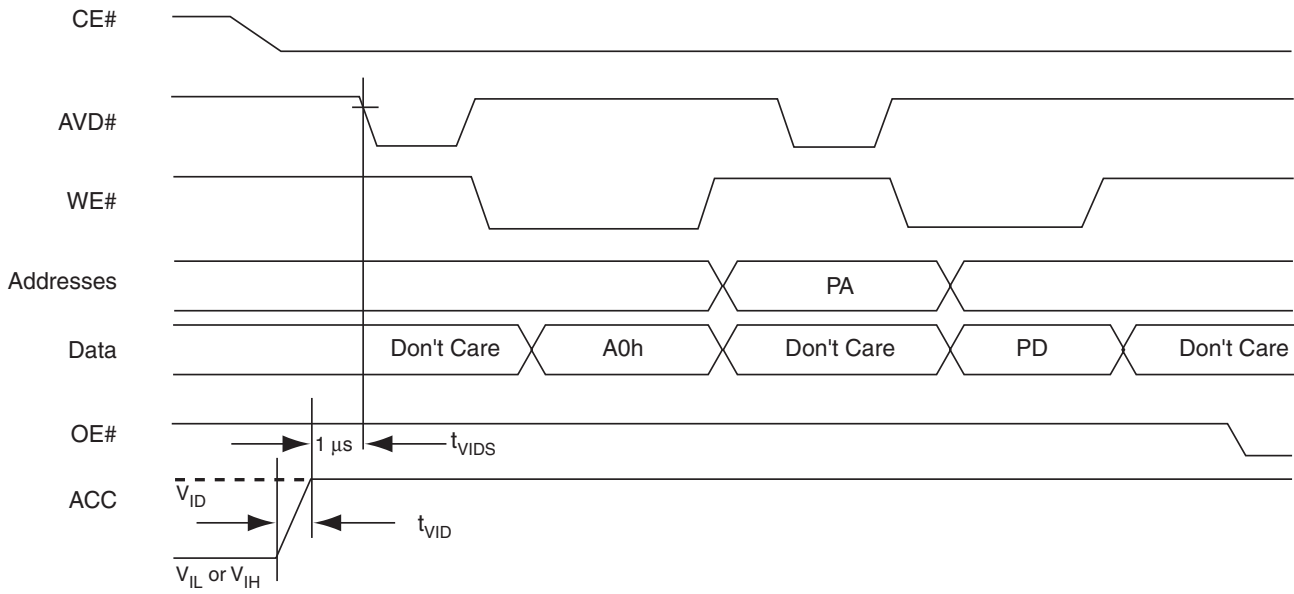 CE#
AVD#
WE#
Addresses
PA
Data
Don't Care
A0h
Don't Care
PD
Don't Care
OE#
1 μs
tVIDS
ACC
VID
tVID
VIL or VIH